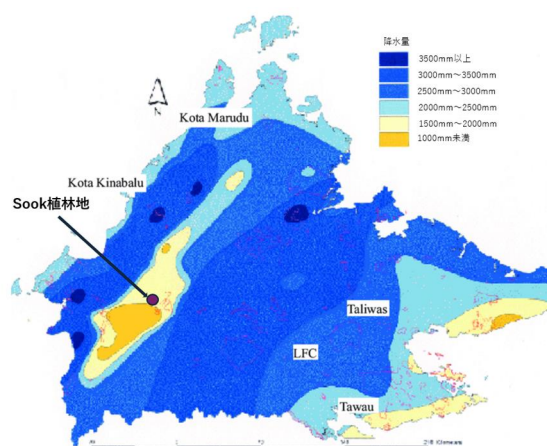 降水量
3500mm以上
3000mm~3500mm
2500mm~3000mm
2000mm~2500mm
1500mm~2000mm
1000mm未満
N
Kota Marudu
Kota Kinabalu
Sook植林地
Taliwas
LFC
Tawau